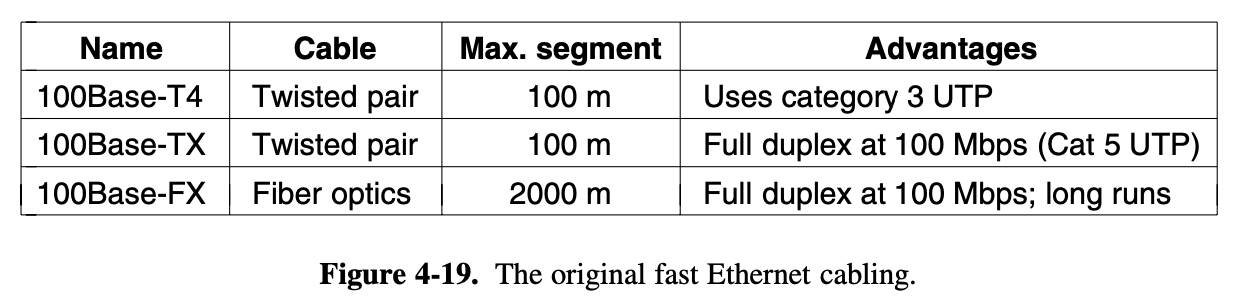 Name Cable Max. segment Advantages
100Base-T4 Twisted pair 100 m Uses category 3 UTP
100Base-TX Twisted pair 100 m Full duplex at 100 Mbps (Cat 5 UTP)
100Base-FX Fiber optics 2000 m Full duplex at 100 Mbps; long runs
Figure 4-19. The original fast Ethernet cabling.